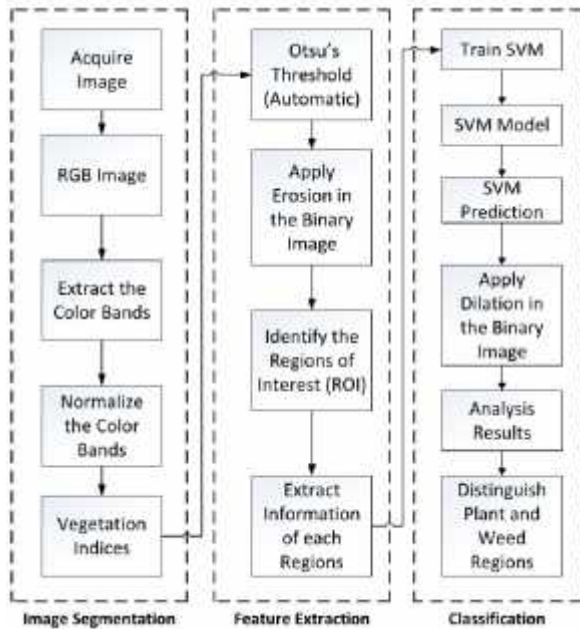 Acquire
Image
RGB Image
Extract the
Color Bands
Normalize
the Color
Bands
Vegetation
Indices
Image Segmentation
Otsu's
Threshold
(Automatic)
Apply
Erosion in
the Binary
Image
Identify the
Regions of
Interest (ROI)
Extract
Information
of each
Regions
Feature Extraction
Train SVM
SVM Model
SVM
Prediction
Apply
Dilation in
the Binary
Image
Analysis
Results
Distinguish
Plant and
Weed
Regions
Classification